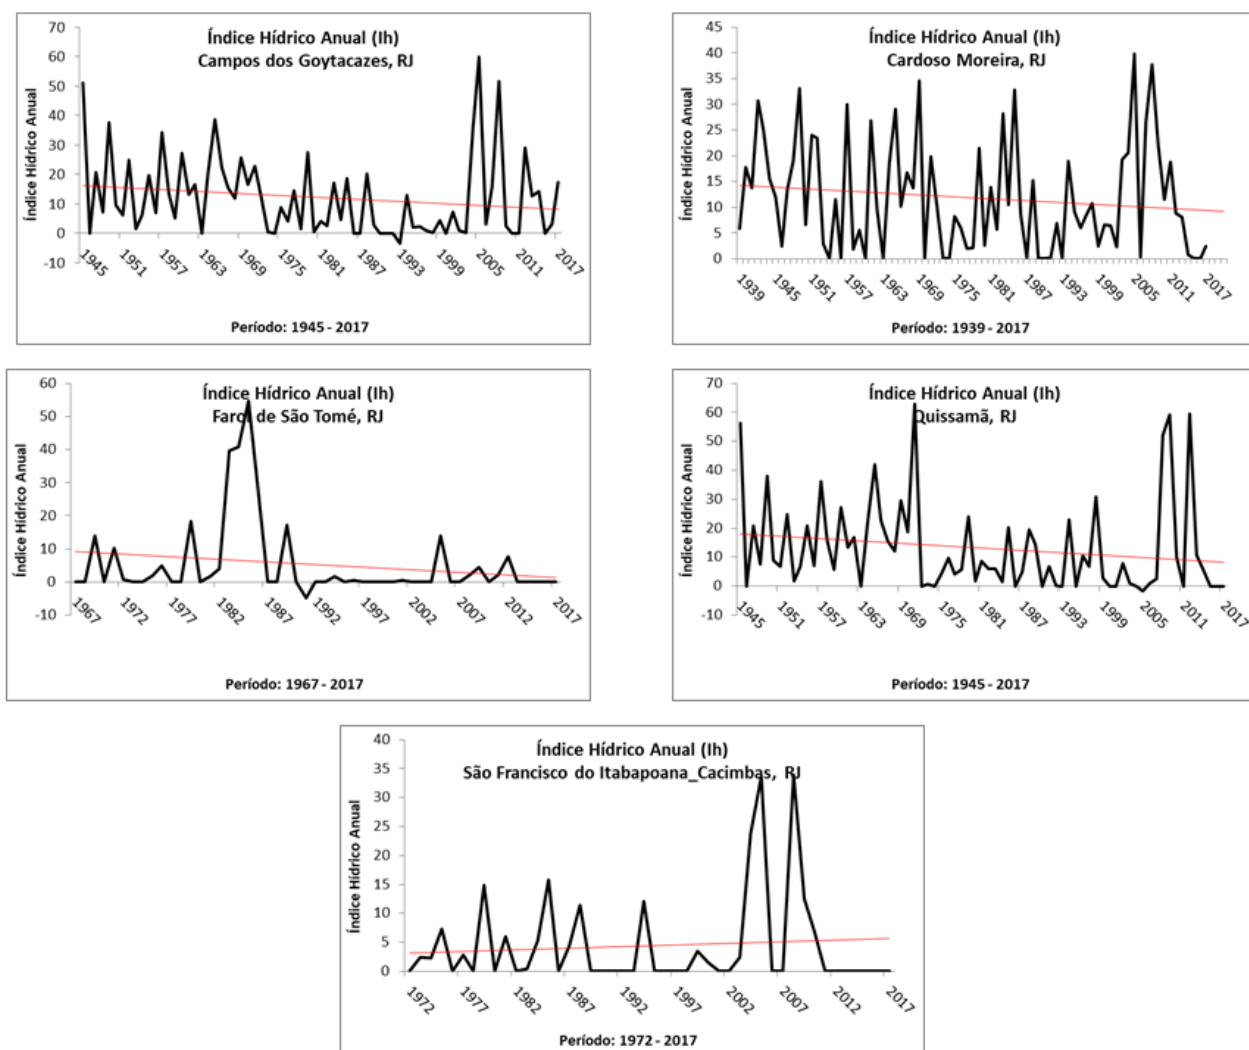 Índice Hídrico Anual (Ih)
Campos dos Goytacazes, RJ
Índice Hídrico Anual
70
60
50
40
30
20
10
0
-10
1945 1951 1957 1963 1969 1975 1981 1987 1993 1999 2005 2011 2017
Período: 1945 - 2017
Índice Hídrico Anual (Ih)
Cardoso Moreira, RJ
Índice Hídrico Anual
45
40
35
30
25
20
15
10
5
0
1939 1945 1951 1957 1963 1969 1975 1981 1987 1993 1999 2005 2011 2017
Período: 1939 - 2017
Índice Hídrico Anual (Ih)
Farol de São Tomé, RJ
Índice Hídrico Anual
60
50
40
30
20
10
0
-10
1967 1972 1977 1982 1987 1992 1997 2002 2007 2012 2017
Período: 1967 - 2017
Índice Hídrico Anual (Ih)
Quissamã, RJ
Índice Hídrico Anual
70
60
50
40
30
20
10
0
-10
1945 1951 1957 1963 1969 1975 1981 1987 1993 1999 2005 2011 2017
Período: 1945 - 2017
Índice Hídrico Anual (Ih)
São Francisco do Itabapoana_Cacimbas, RJ
Índice Hídrico Anual
40
35
30
25
20
15
10
5
0
1972 1977 1982 1987 1992 1997 2002 2007 2012 2017
Período: 1972 - 2017